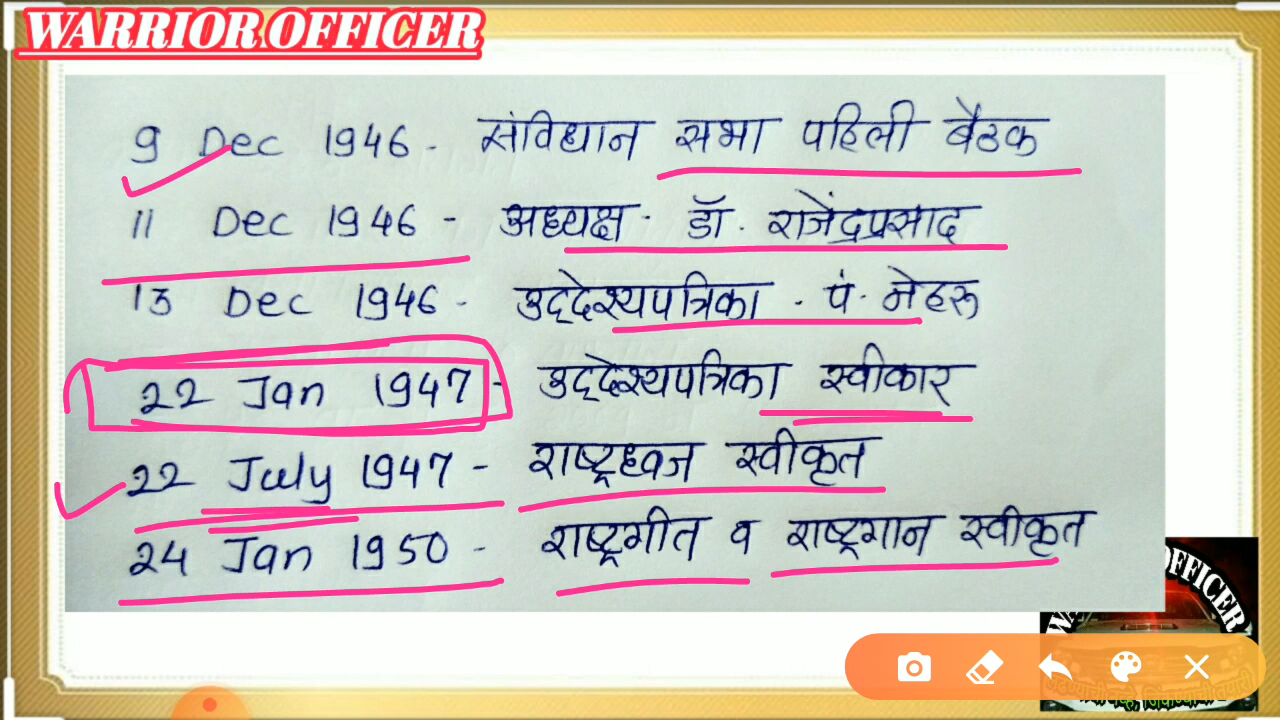 WARRIOR OFFICER
9 Dec 1946 - संविधान सभा पहिली बैठक
11 Dec 1946 - अध्यक्ष - डॉ. राजेंद्रप्रसाद
13 Dec 1946 - उद्देश्यपत्रिका - पं. नेहरू
22 Jan 1947 - उद्देश्यपत्रिका स्वीकार
22 July 1947 - राष्ट्रध्वज स्वीकृत
24 Jan 1950 - राष्ट्रगीत व राष्ट्रगान स्वीकृत
OFFICER